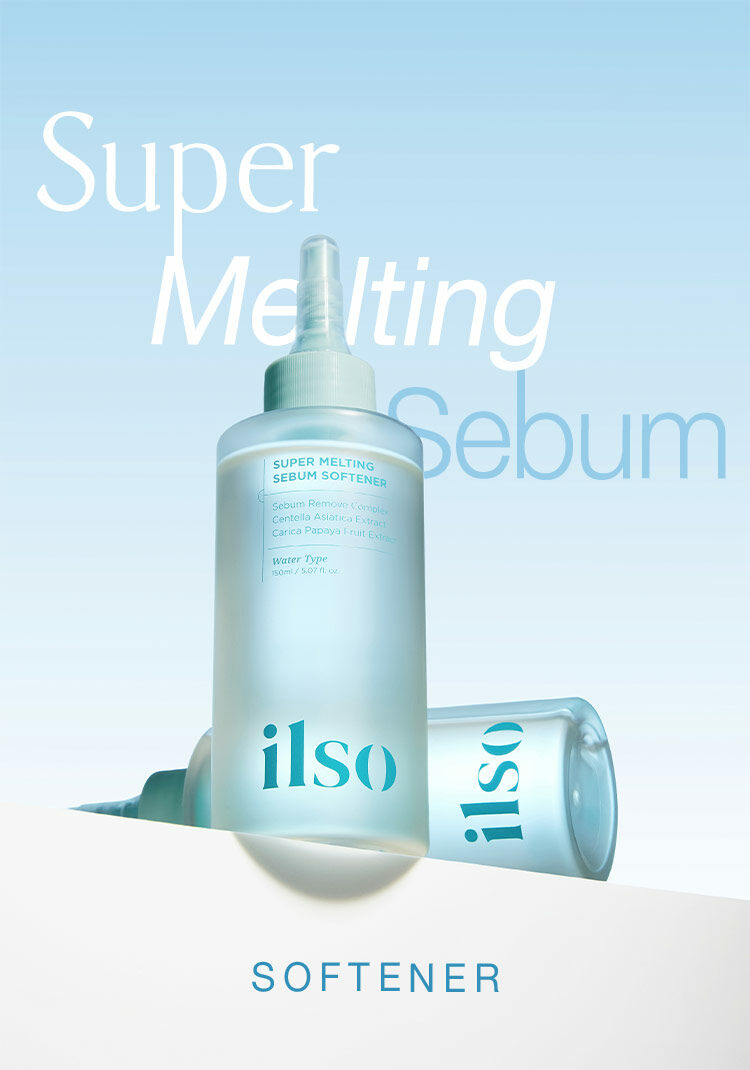 Super
Melting
Sebum
SUPER MELTING
SEBUM SOFTENER
Sebum Remove Complex
Centella Asiatica Extract
Carica Papaya Fruit Extract
Water Type
150ml / 5.07 fl. oz.
ilso
ilso
SOFTENER